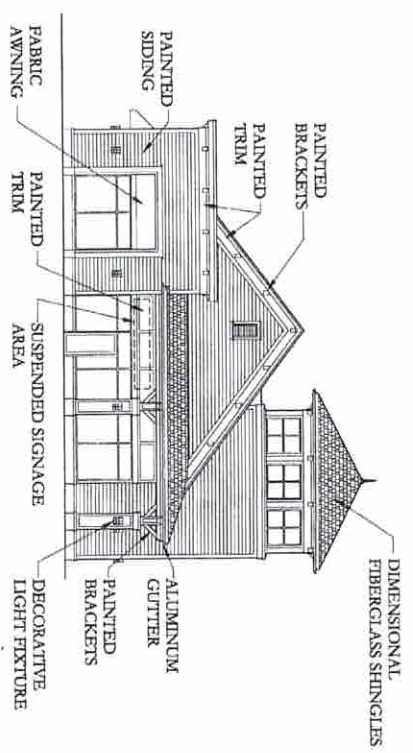 PAINTED
BRACKETS
PAINTED
TRIM
PAINTED
SIDING
FABRIC
AWNING
PAINTED
TRIM
SUSPENDED SIGNAGE
AREA
DIMENSIONAL
FIBERGLASS SHINGLES
ALUMINUM
GUTTER
PAINTED
BRACKETS
DECORATIVE
LIGHT FIXTURE